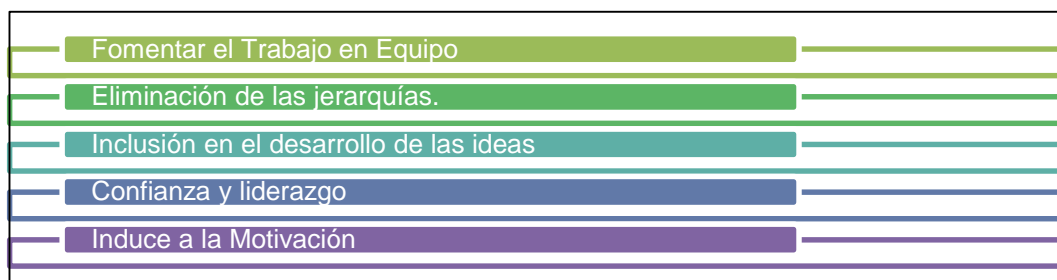 Fomentar el Trabajo en Equipo
Eliminación de las jerarquías.
Inclusión en el desarrollo de las ideas
Confianza y liderazgo
Induce a la Motivación